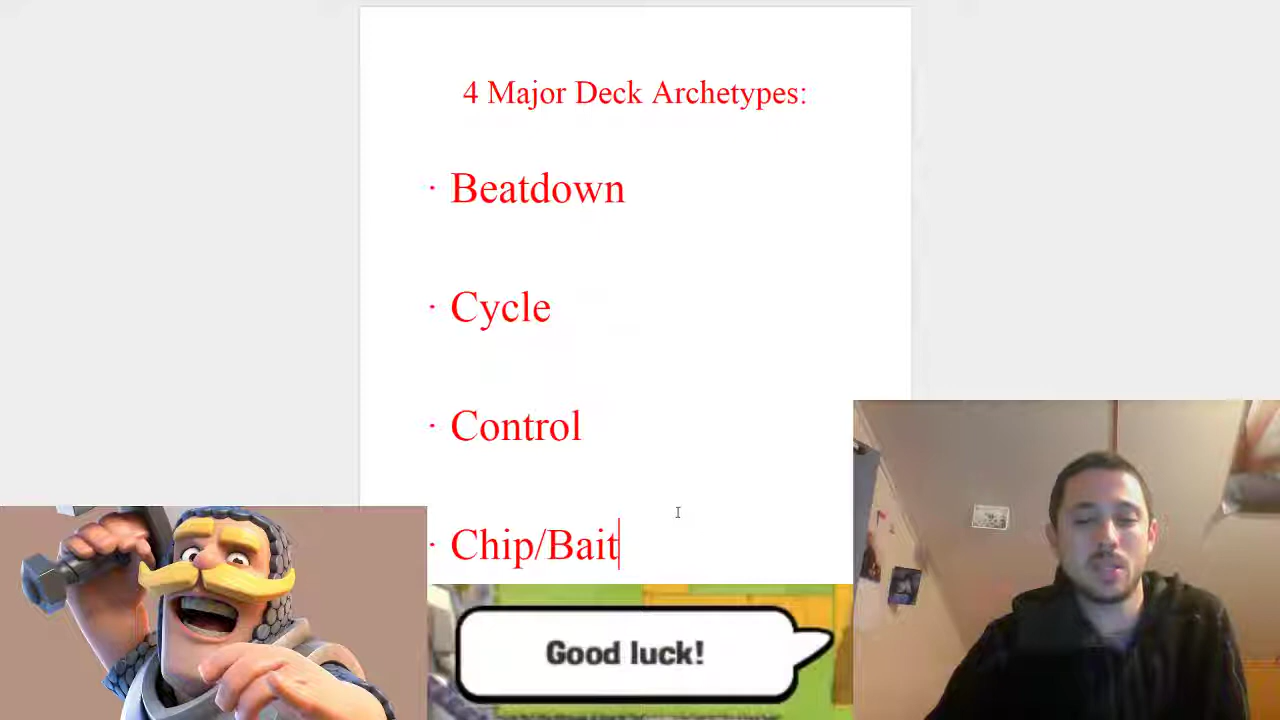 4 Major Deck Archetypes:
· Beatdown
· Cycle
· Control
· Chip/Bait
Good luck!